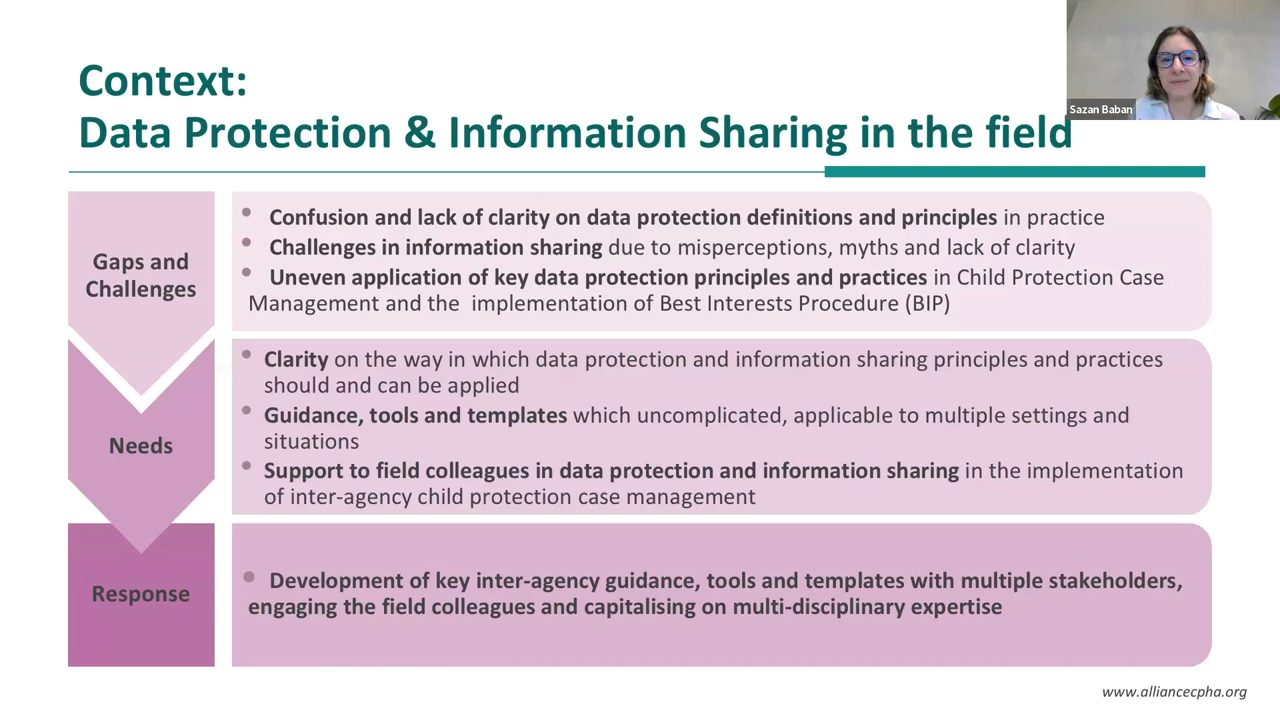 Context:
Data Protection & Information Sharing in the field
Sazan Baban
Gaps and
Challenges
• Confusion and lack of clarity on data protection definitions and principles in practice
• Challenges in information sharing due to misperceptions, myths and lack of clarity
• Uneven application of key data protection principles and practices in Child Protection Case
Management and the implementation of Best Interests Procedure (BIP)
Needs
• Clarity on the way in which data protection and information sharing principles and practices
should and can be applied
• Guidance, tools and templates which uncomplicated, applicable to multiple settings and
situations
• Support to field colleagues in data protection and information sharing in the implementation
of inter-agency child protection case management
Response
• Development of key inter-agency guidance, tools and templates with multiple stakeholders,
engaging the field colleagues and capitalising on multi-disciplinary expertise
www.alliancecpha.org